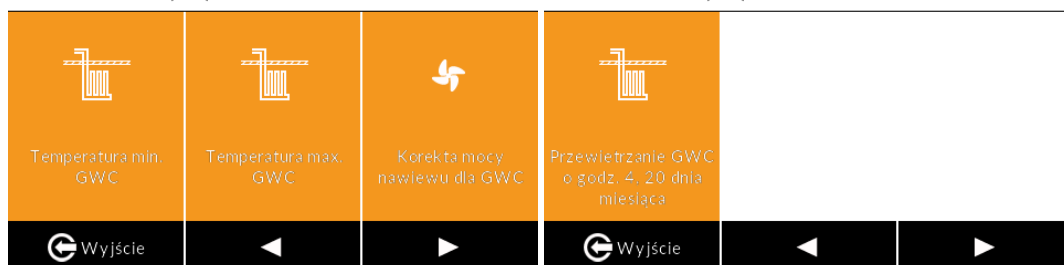 Temperatura min.
GWC
Temperatura max.
GWC
Korekta mocy
nawiewu dla GWC
Przewietrzanie GWC
o godz. 4, 20 dnia
miesiąca
Wyjście
Wyjście